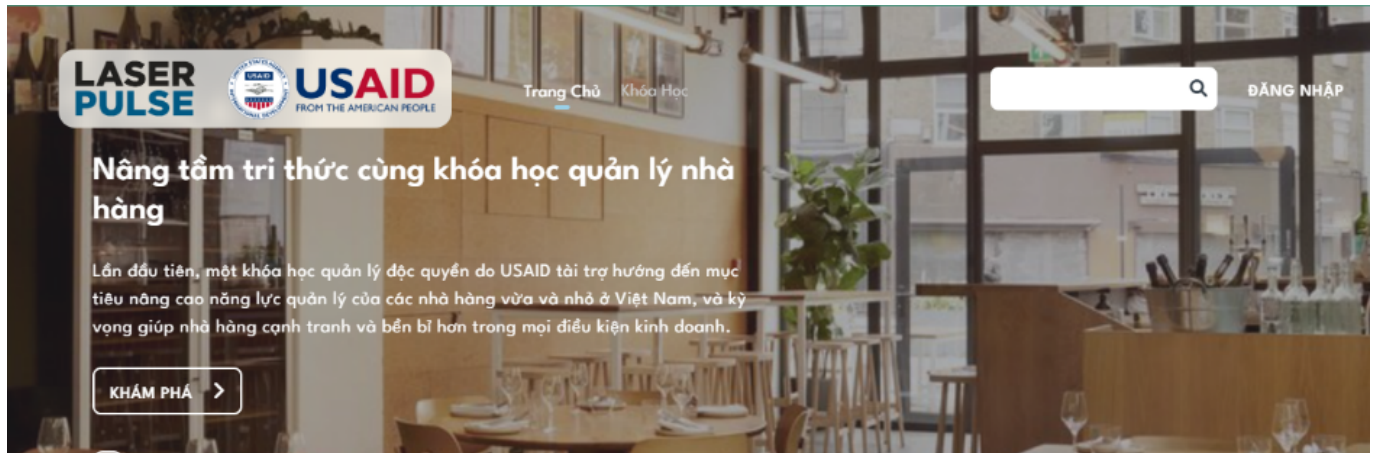 LASER
PULSE
USAID
USAID
FROM THE AMERICAN PEOPLE
Trang Chủ
Khóa Học
ĐĂNG NHẬP
Nâng tầm tri thức cùng khóa học quản lý nhà
hàng
Lần đầu tiên, một khóa học quản lý độc quyền do USAID tài trợ hướng đến mục
tiêu nâng cao năng lực quản lý của các nhà hàng vừa và nhỏ ở Việt Nam, và kỳ
vọng giúp nhà hàng cạnh tranh và bền bỉ hơn trong mọi điều kiện kinh doanh.
KHÁM PHÁ